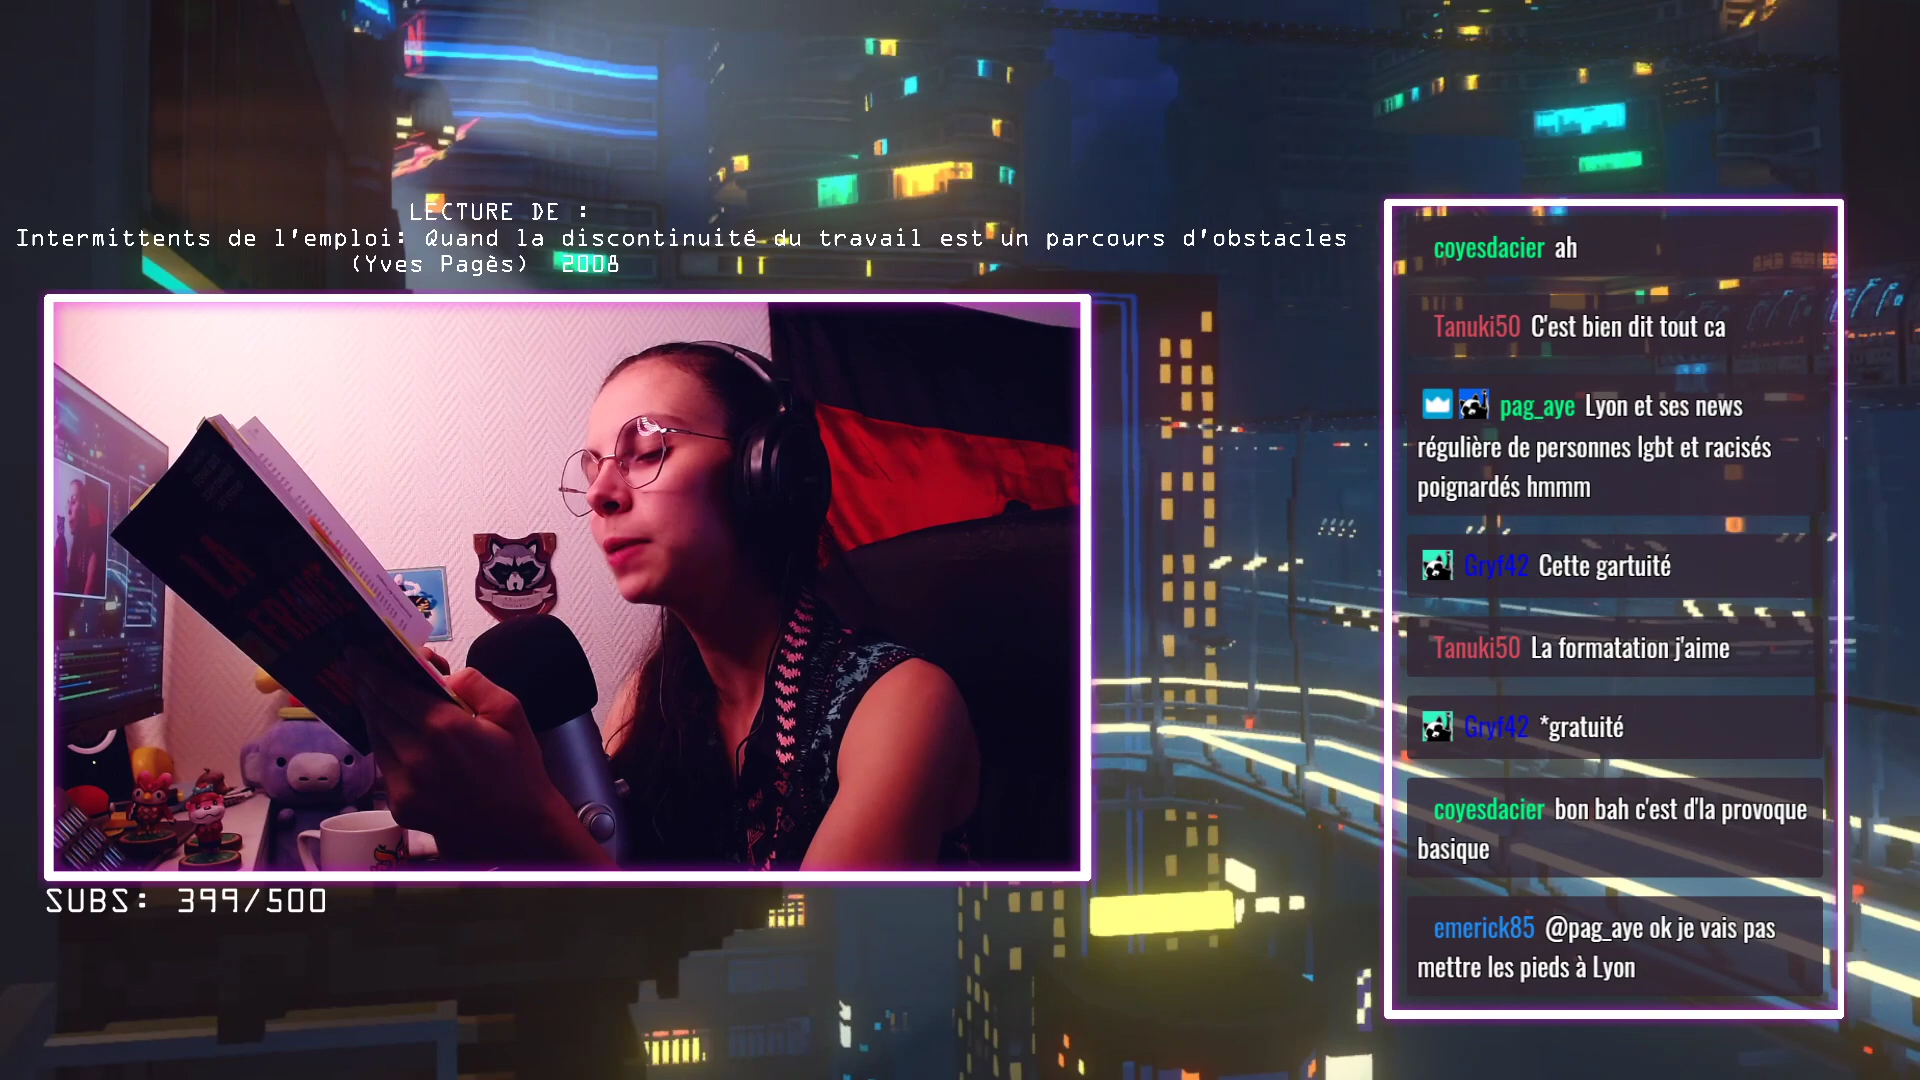 LECTURE DE :
Intermittents de l'emploi: Quand la discontinuité du travail est un parcours d'obstacles
(Yves Pagès) 2008
LA
FRANCE
SUBS: 399/500
coyesdacier ah
Tanuki50 C'est bien dit tout ca
pag_aye Lyon et ses news
régulière de personnes lgbt et racisés
poignardés hmmm
Gryf42 Cette gartuité
Tanuki50 La formatation j'aime
Gryf42 *gratuité
coyesdacier bon bah c'est d'la provoque
basique
emerick85 @pag_aye ok je vais pas
mettre les pieds à Lyon